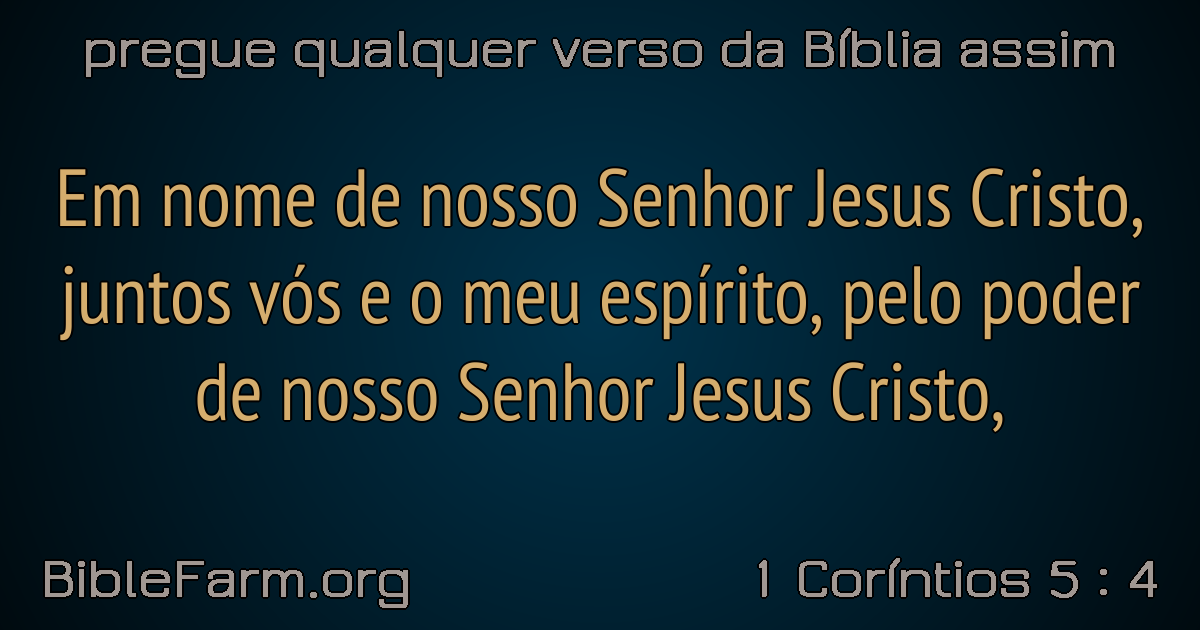 pregue qualquer verso da Bíblia assim
Em nome de nosso Senhor Jesus Cristo,
juntos vós e o meu espírito, pelo poder
de nosso Senhor Jesus Cristo,
BibleFarm.org
1 Coríntios 5 : 4